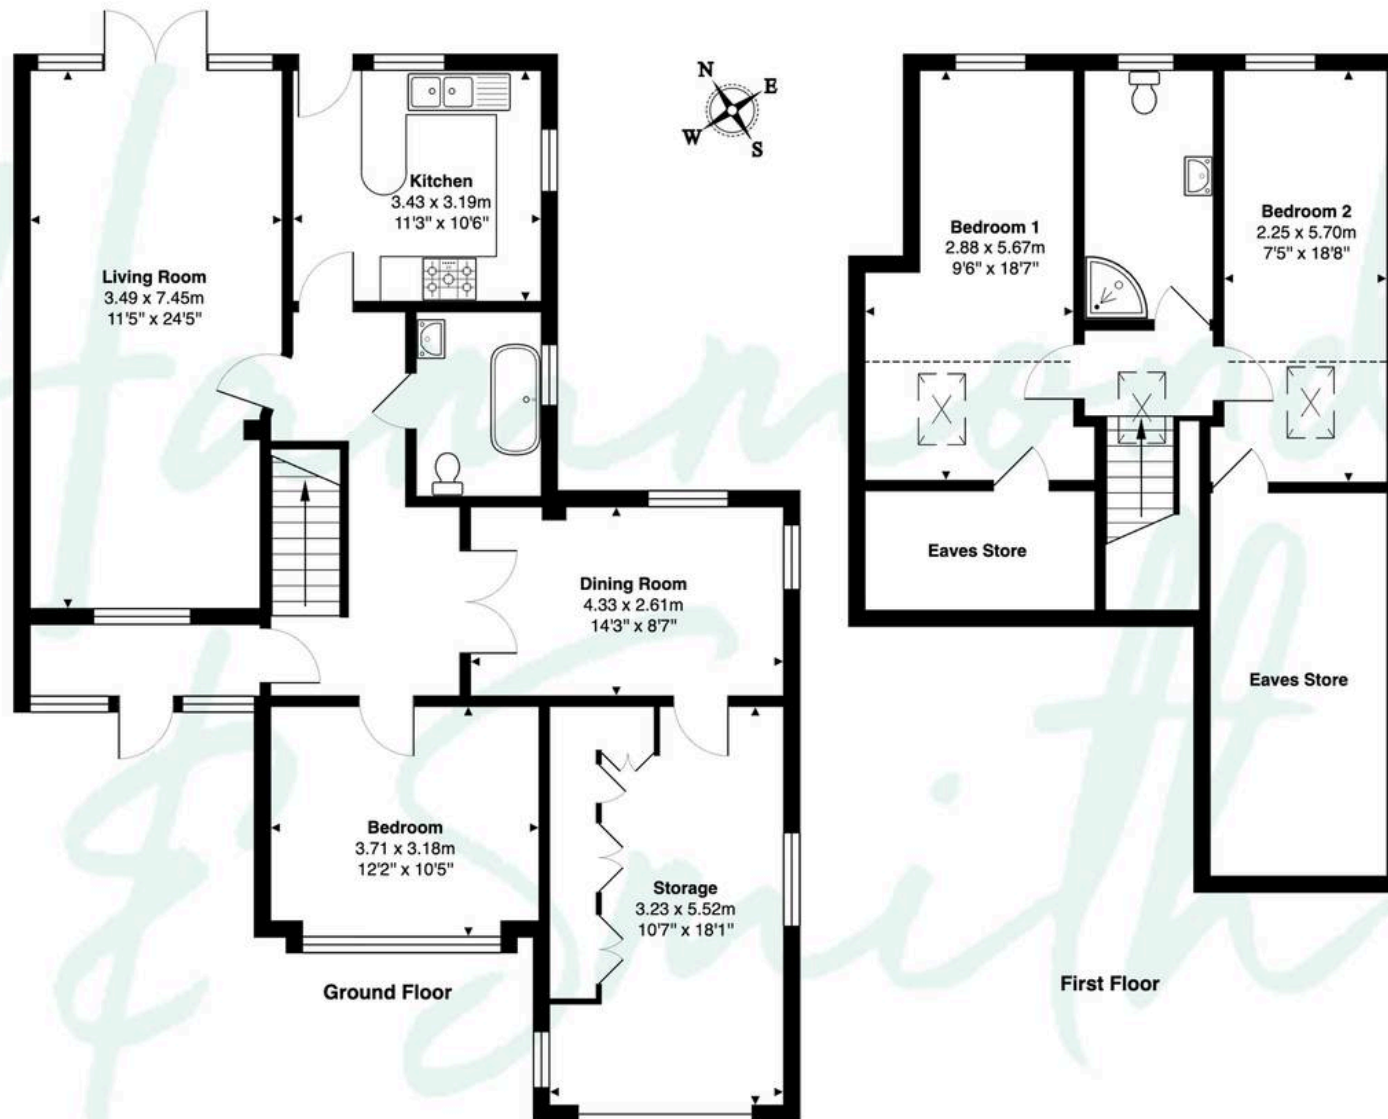 N
E
W
S
Living Room
3.49 x 7.45m
11'5" x 24'5"
Kitchen
3.43 x 3.19m
11'3" x 10'6"
Dining Room
4.33 x 2.61m
14'3" x 8'7"
Bedroom
3.71 x 3.18m
12'2" x 10'5"
Storage
3.23 x 5.52m
10'7" x 18'1"
Ground Floor
Bedroom 1
2.88 x 5.67m
9'6" x 18'7"
Bedroom 2
2.25 x 5.70m
7'5" x 18'8"
Eaves Store
Eaves Store
First Floor
Hammond
& Smith